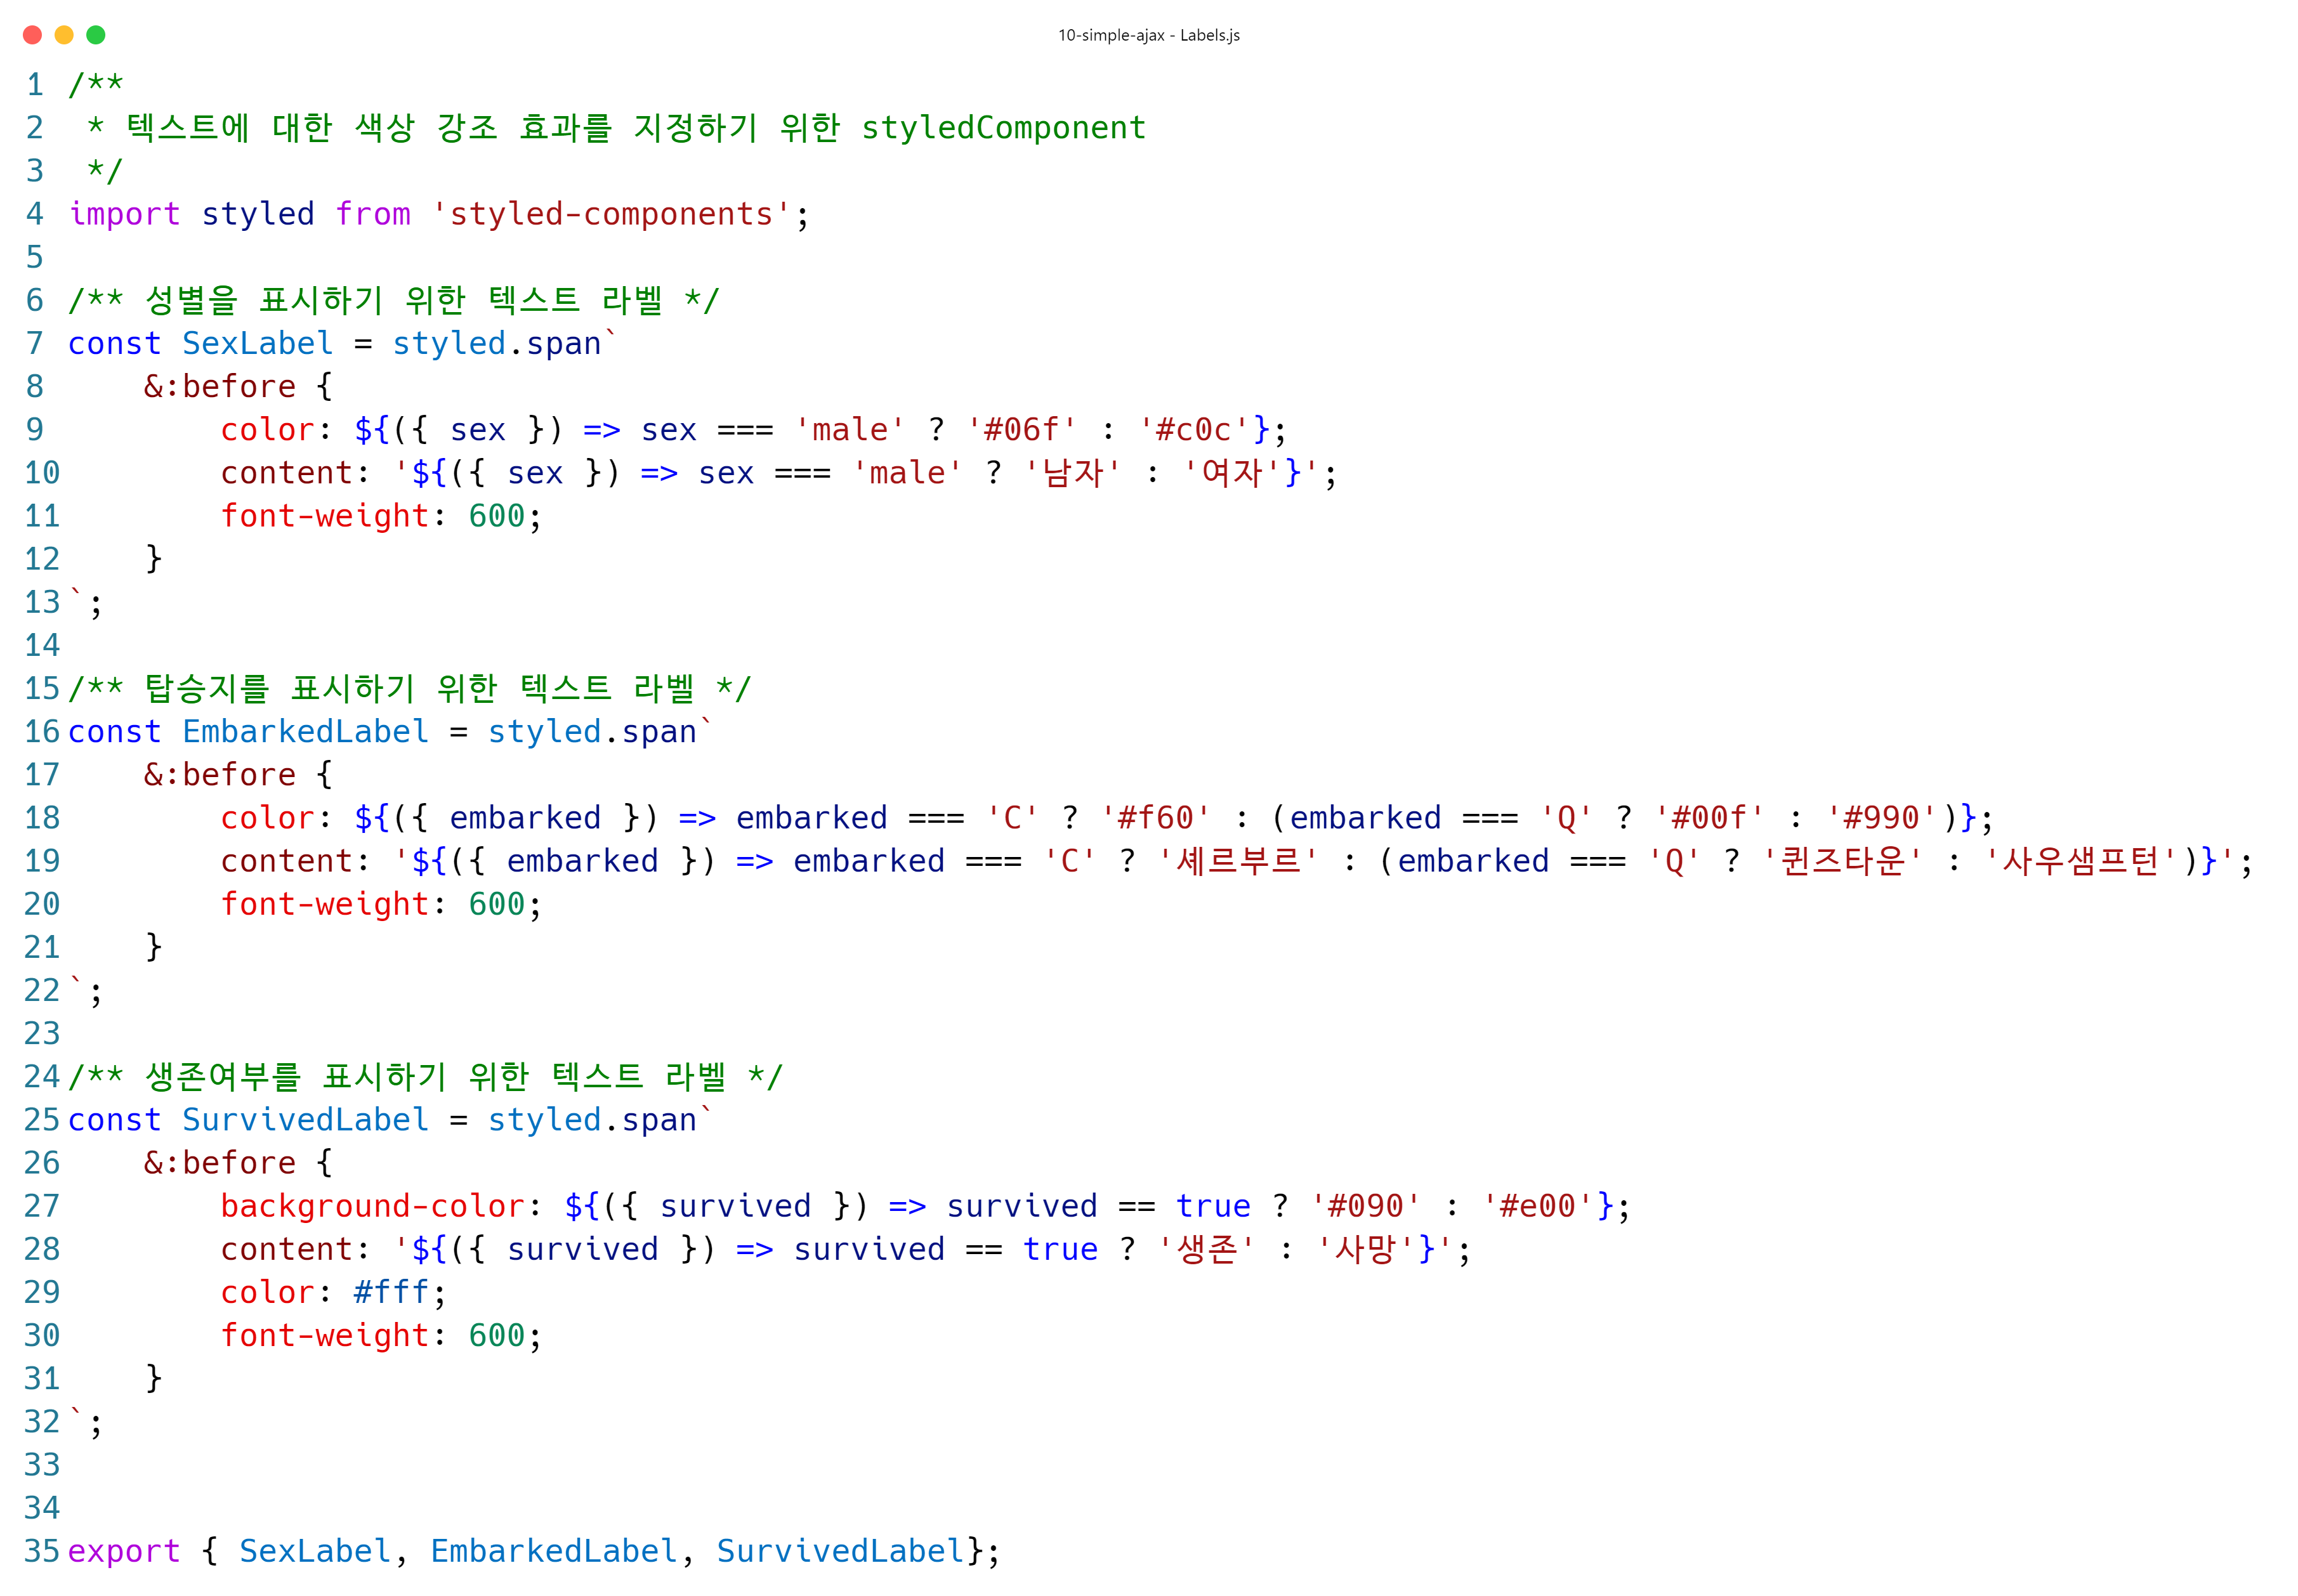 10-simple-ajax - Labels.js
1 /**
2  * 텍스트에 대한 색상 강조 효과를 지정하기 위한 styledComponent
3  */
4 import styled from 'styled-components';
5
6 /** 성별을 표시하기 위한 텍스트 라벨 */
7 const SexLabel = styled.span`
8     &:before {
9         color: ${({ sex }) => sex === 'male' ? '#06f' : '#c0c'};
10         content: '${({ sex }) => sex === 'male' ? '남자' : '여자'}';
11         font-weight: 600;
12     }
13 `;
14
15 /** 탑승지를 표시하기 위한 텍스트 라벨 */
16 const EmbarkedLabel = styled.span`
17     &:before {
18         color: ${({ embarked }) => embarked === 'C' ? '#f60' : (embarked === 'Q' ? '#00f' : '#990')};
19         content: '${({ embarked }) => embarked === 'C' ? '셰르부르' : (embarked === 'Q' ? '퀸즈타운' : '사우샘프턴')}';
20         font-weight: 600;
21     }
22 `;
23
24 /** 생존여부를 표시하기 위한 텍스트 라벨 */
25 const SurvivedLabel = styled.span`
26     &:before {
27         background-color: ${({ survived }) => survived == true ? '#090' : '#e00'};
28         content: '${({ survived }) => survived == true ? '생존' : '사망'}';
29         color: #fff;
30         font-weight: 600;
31     }
32 `;
33
34
35 export { SexLabel, EmbarkedLabel, SurvivedLabel};